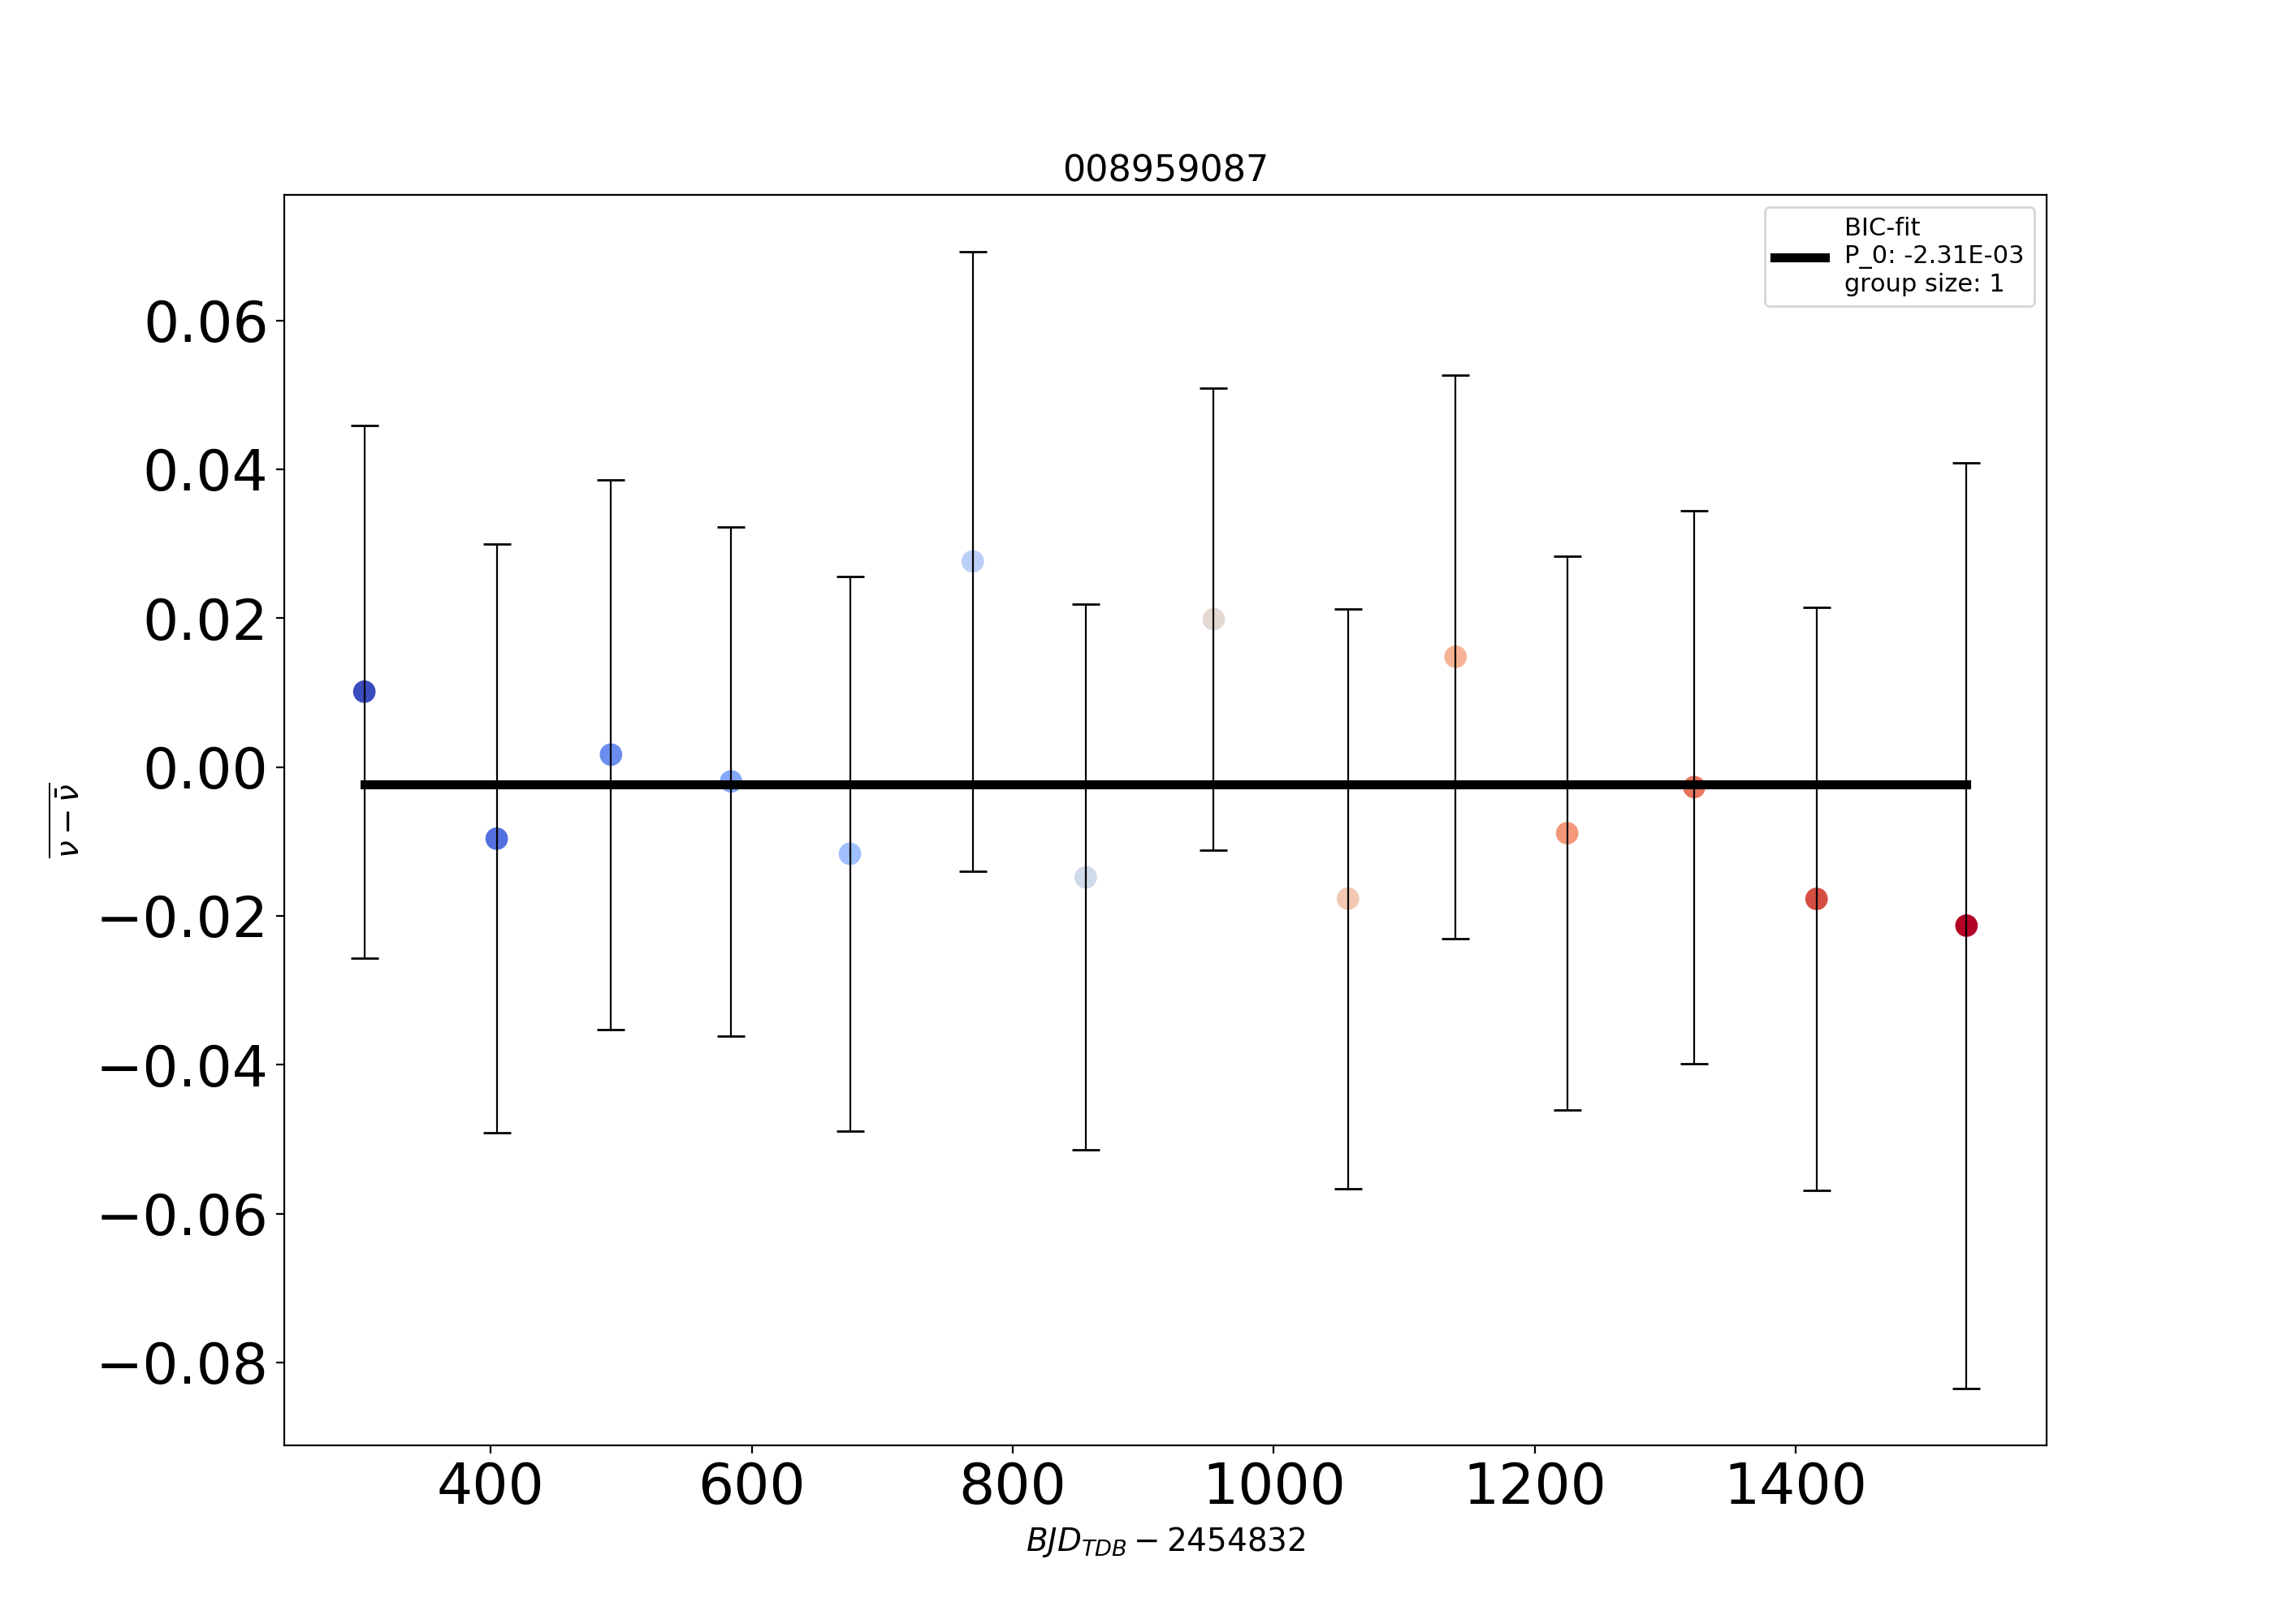 008959087
BIC-fit
P_0: -2.31E-03
group size: 1
0.06
0.04
0.02
0.00
−0.02
−0.04
−0.06
−0.08
ν − ν̄
400 600 800 1000 1200 1400
BJD_TDB − 2454832